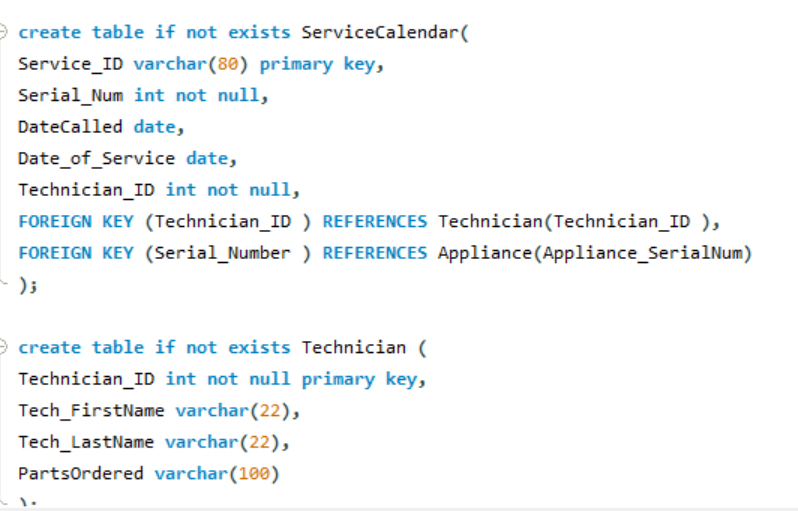 create table if not exists ServiceCalendar(
Service_ID varchar(80) primary key,
Serial_Num int not null,
DateCalled date,
Date_of_Service date,
Technician_ID int not null,
FOREIGN KEY (Technician_ID ) REFERENCES Technician(Technician_ID ),
FOREIGN KEY (Serial_Number ) REFERENCES Appliance(Appliance_SerialNum)
);
create table if not exists Technician (
Technician_ID int not null primary key,
Tech_FirstName varchar(22),
Tech_LastName varchar(22),
PartsOrdered varchar(100)
);